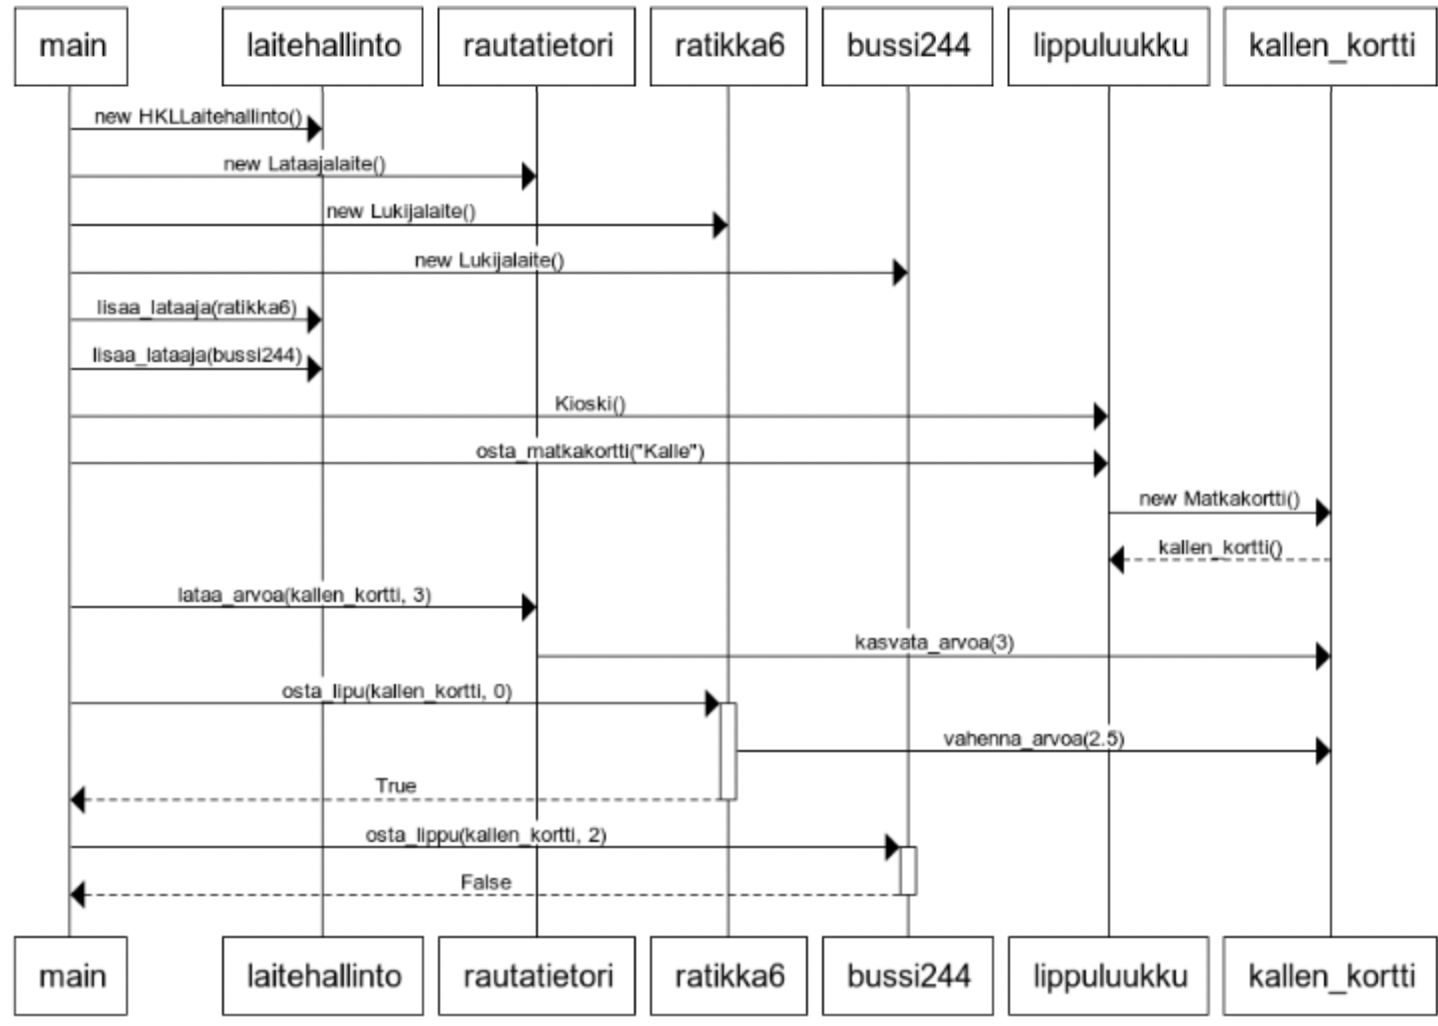 main laitehallinto rautatietori ratikka6 bussi244 lippuluukku kallen_kortti
new HKLLaitehallinto()
new Lataajalaite()
new Lukijalaite()
new Lukijalaite()
lisaa_lataaja(ratikka6)
lisaa_lataaja(bussi244)
Kioski()
osta_matkakortti("Kalle")
new Matkakortti()
kallen_kortti()
lataa_arvoa(kallen_kortti, 3)
kasvata_arvoa(3)
osta_lipu(kallen_kortti, 0)
vahenna_arvoa(2.5)
True
osta_lippu(kallen_kortti, 2)
False
main laitehallinto rautatietori ratikka6 bussi244 lippuluukku kallen_kortti